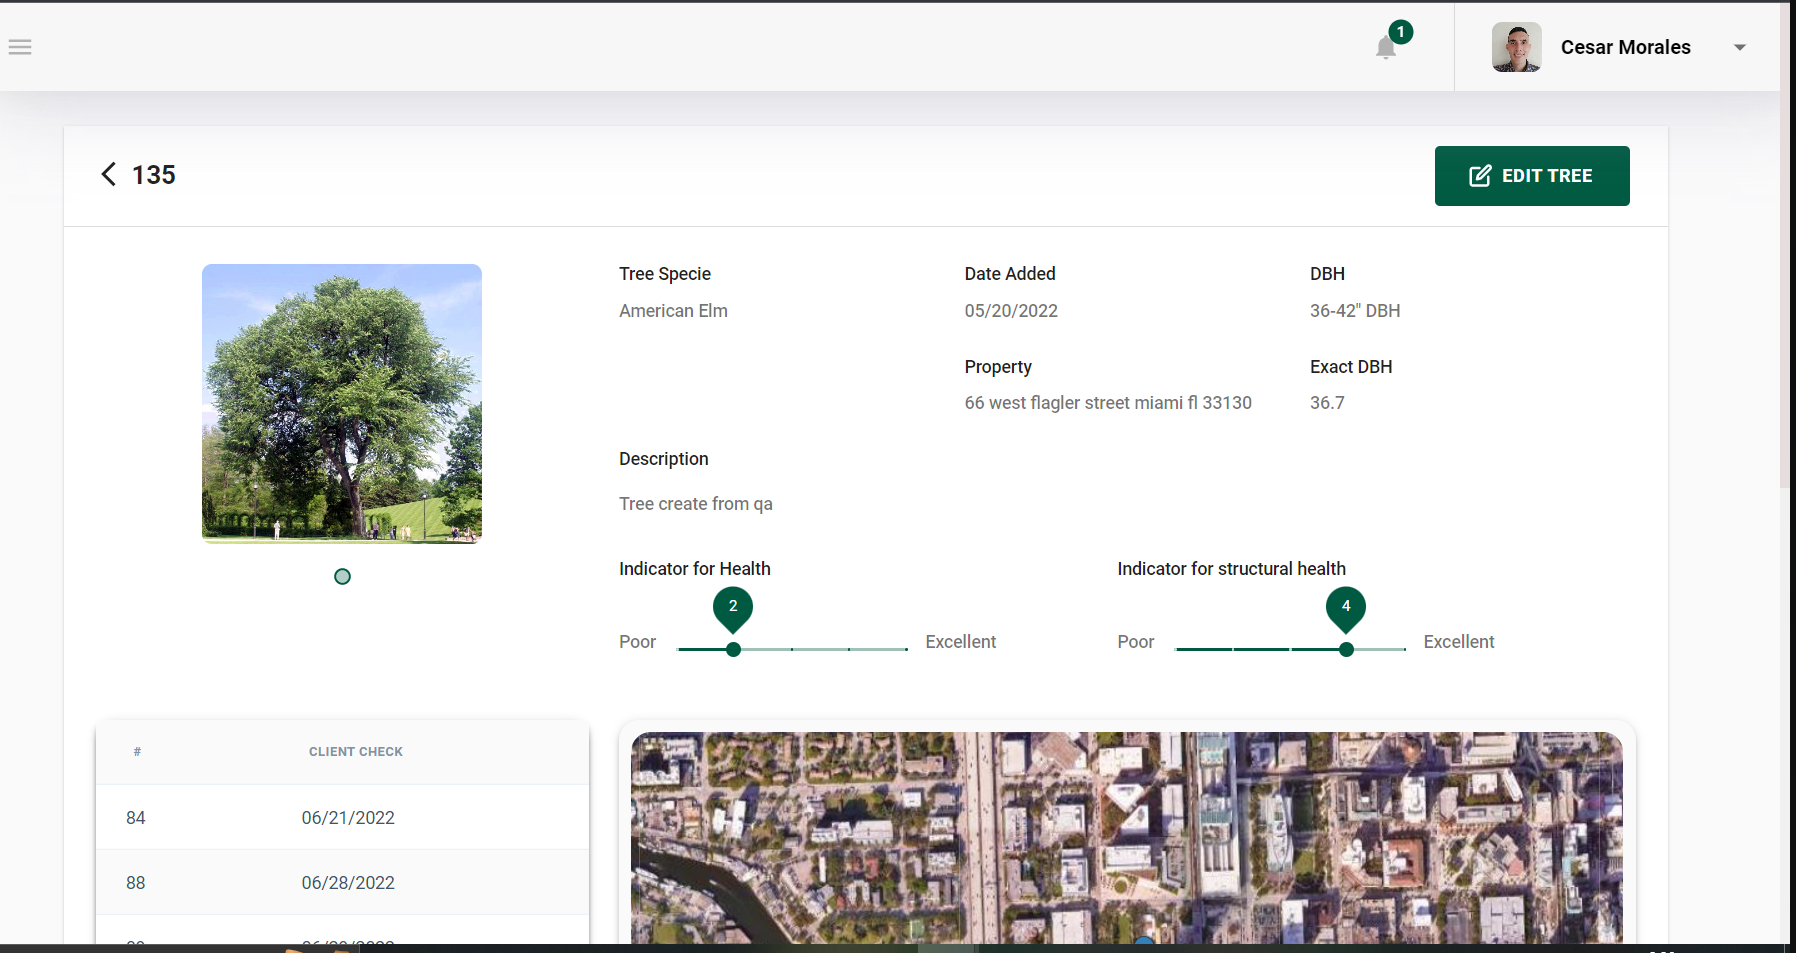 1
Cesar Morales
135
EDIT TREE
Tree Specie
Date Added
DBH
American Elm
05/20/2022
36-42" DBH
Property
Exact DBH
66 west flagler street miami fl 33130
36.7
Description
Tree create from qa
Indicator for Health
Indicator for structural health
2
4
Poor
Excellent
Poor
Excellent
# CLIENT CHECK
84 06/21/2022
88 06/28/2022